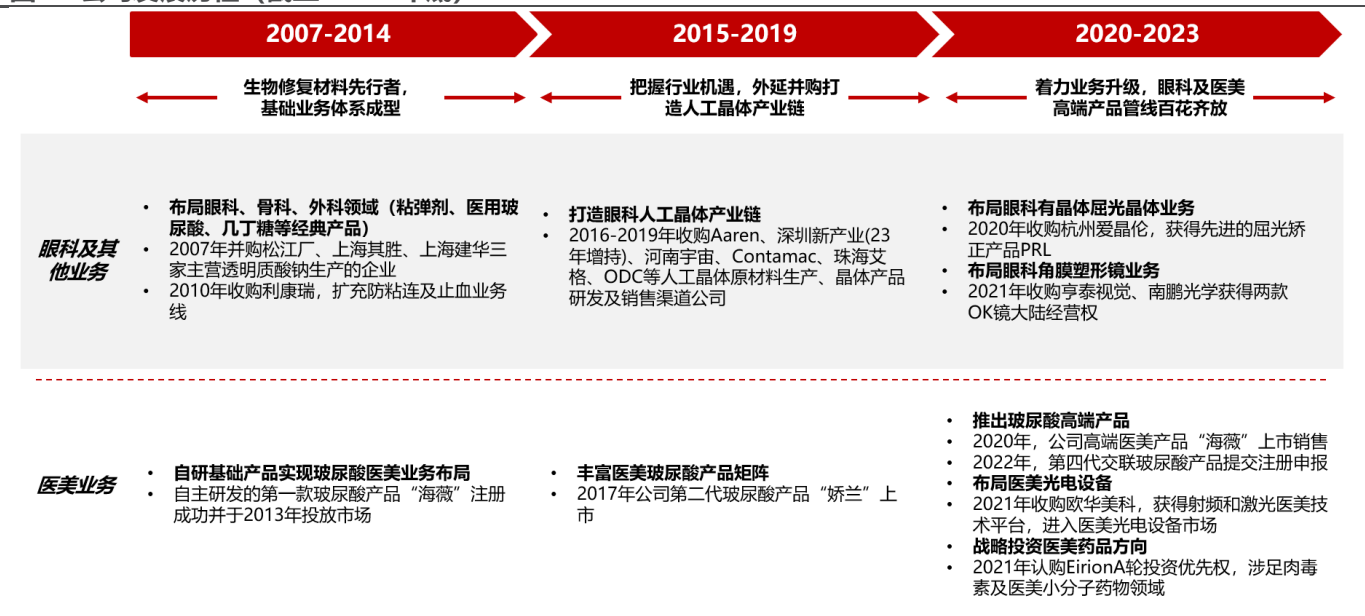 2007-2014
2015-2019
2020-2023
生物修复材料先行者，
基础业务体系成型
把握行业机遇，外延并购打
造人工晶体产业链
着力业务升级，眼科及医美
高端产品管线百花齐放
眼科及其
他业务
• 布局眼科、骨科、外科领域（粘弹剂、医用玻
尿酸、几丁糖等经典产品）
• 2007年并购松江厂、上海其胜、上海建华三
家主营透明质酸钠生产的企业
• 2010年收购利康瑞，扩充防粘连及止血业务
线
• 打造眼科人工晶体产业链
• 2016-2019年收购Aaren、深圳新产业(23
年增持)、河南宇宙、Contamac、珠海艾
格、ODC等人工晶体原材料生产、晶体产品
研发及销售渠道公司
• 布局眼科有晶体屈光晶体业务
• 2020年收购杭州爱晶伦，获得先进的屈光矫
正产品PRL
• 布局眼科角膜塑形镜业务
• 2021年收购亨泰视觉、南鹏光学获得两款
OK镜大陆经营权
医美业务
• 自研基础产品实现玻尿酸医美业务布局
• 自主研发的第一款玻尿酸产品“海薇”注册
成功并于2013年投放市场
• 丰富医美玻尿酸产品矩阵
• 2017年公司第二代玻尿酸产品“娇兰”上
市
• 推出玻尿酸高端产品
• 2020年，公司高端医美产品“海薇”上市销售
• 2022年，第四代交联玻尿酸产品提交注册申报
• 布局医美光电设备
• 2021年收购欧华美科，获得射频和激光医美技
术平台，进入医美光电设备市场
• 战略投资医美药品方向
• 2021年认购EirionA轮投资优先权，涉足肉毒
素及医美小分子药物领域